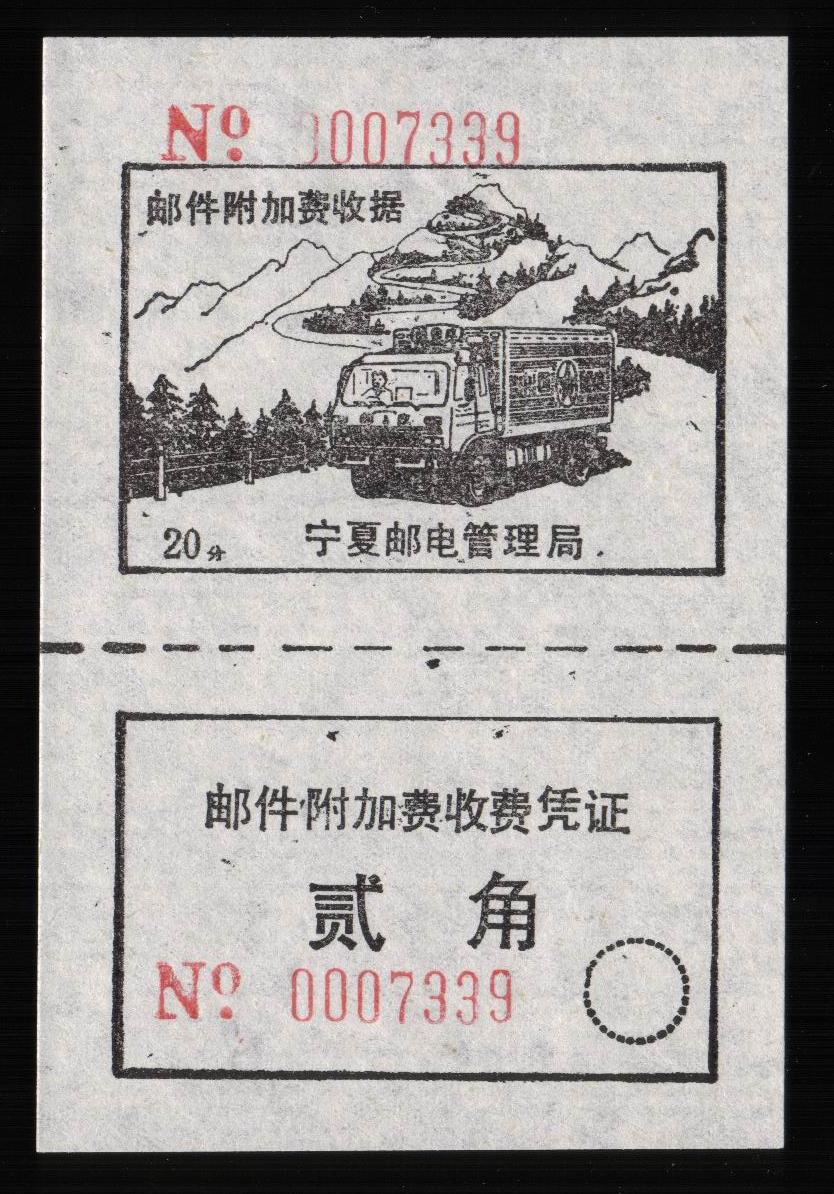 No 0007339
邮件附加费收据
20分 宁夏邮电管理局.
邮件附加费收费凭证
贰 角
No 0007339